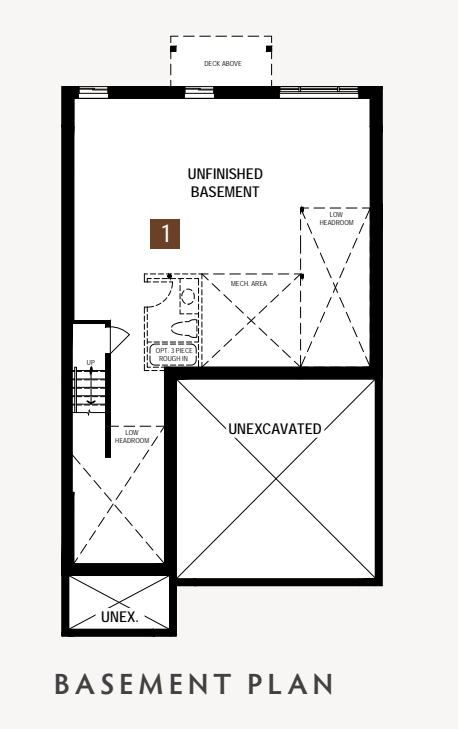 DECK ABOVE
UNFINISHED
BASEMENT
LOW
HEADROOM
1
MECH. AREA
OPT. 3 PIECE
ROUGH IN
UP
LOW
HEADROOM
UNEXCAVATED
UNEX.
BASEMENT PLAN